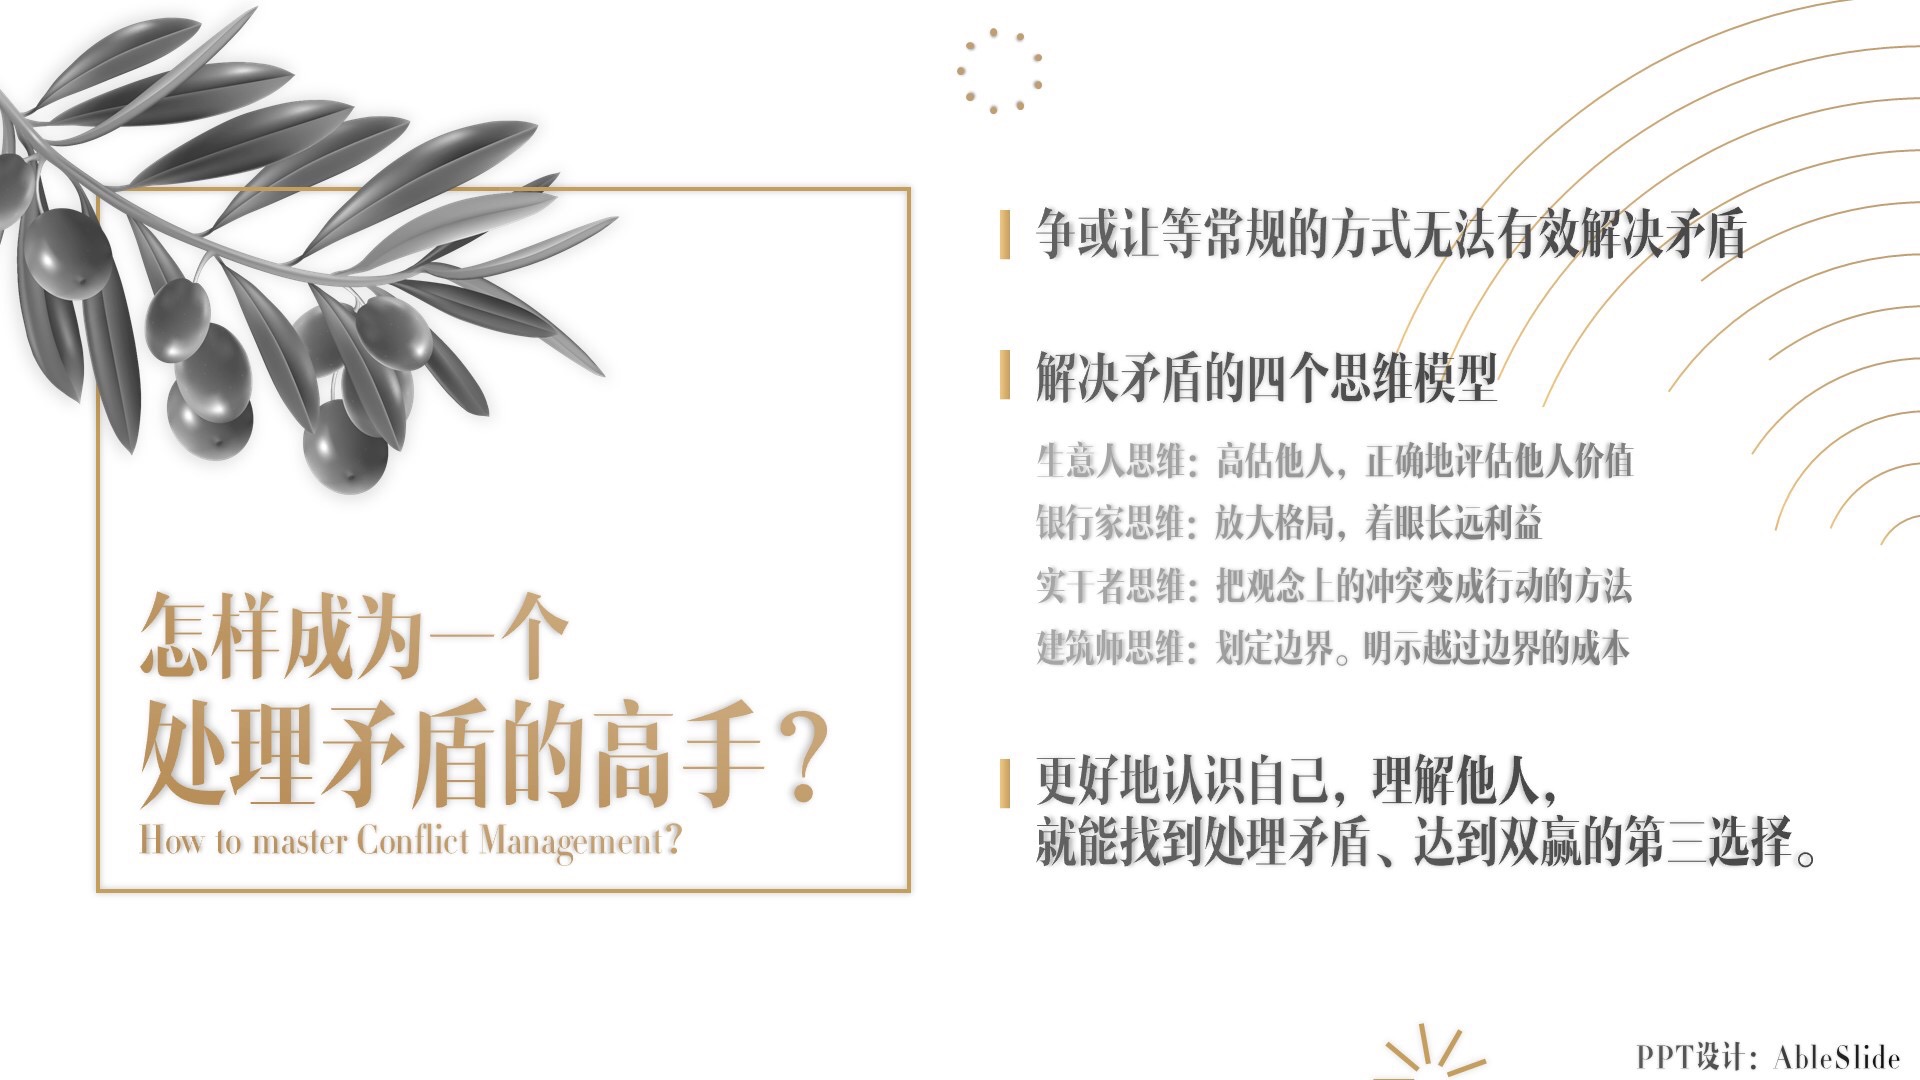 怎样成为一个
处理矛盾的高手？
How to master Conflict Management?
争或让等常规的方式无法有效解决矛盾
解决矛盾的四个思维模型
生意人思维：高估他人，正确地评估他人价值
银行家思维：放大格局，着眼长远利益
实干者思维：把观念上的冲突变成行动的方法
建筑师思维：划定边界。明示越过边界的成本
更好地认识自己，理解他人，
就能找到处理矛盾、达到双赢的第三选择。
PPT设计：AbleSlide